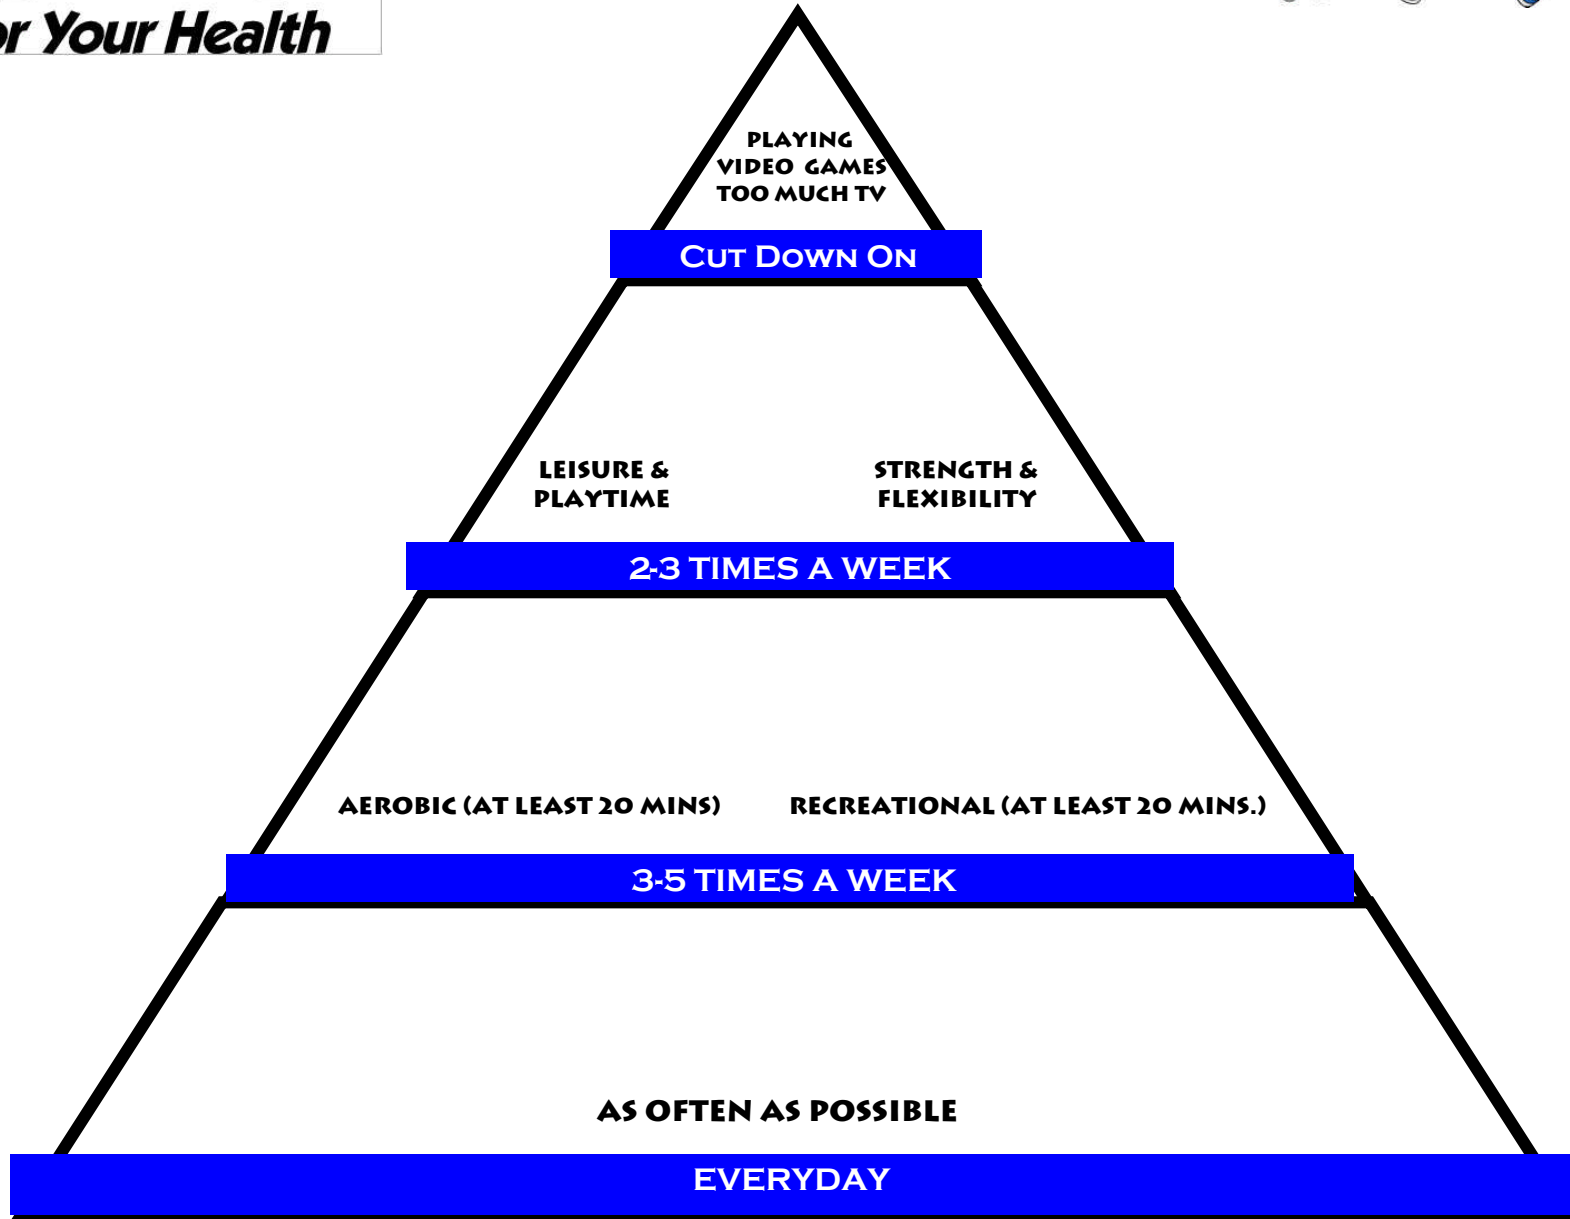 r Your Health
PLAYING
VIDEO GAMES
TOO MUCH TV
Cut Down On
LEISURE &
PLAYTIME
STRENGTH &
FLEXIBILITY
2-3 TIMES A WEEK
AEROBIC (AT LEAST 20 MINS)
RECREATIONAL (AT LEAST 20 MINS.)
3-5 TIMES A WEEK
AS OFTEN AS POSSIBLE
EVERYDAY